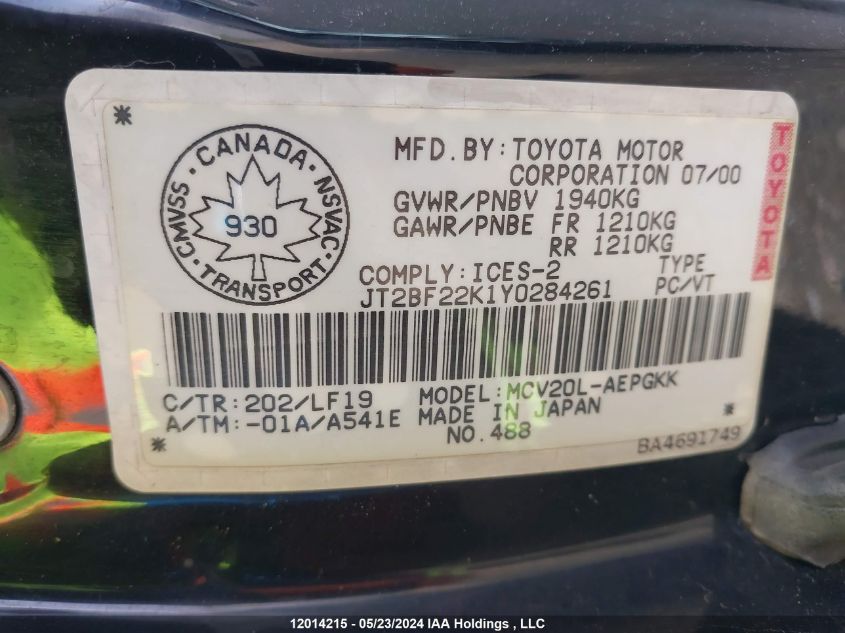 CANADA
CMVSS · NSVAC
930
TRANSPORT
MFD. BY: TOYOTA MOTOR
CORPORATION 07/00
GVWR/PNBV 1940KG
GAWR/PNBE FR 1210KG
RR 1210KG
COMPLY: ICES-2 TYPE
JT2BF22K1Y0284261 PC/VT
TOYOTA
C/TR: 202/LF19 MODEL: MCV20L-AEPGKK
A/TM: -01A/A541E MADE IN JAPAN
NO. 488
BA4691749
12014215 - 05/23/2024 IAA Holdings , LLC